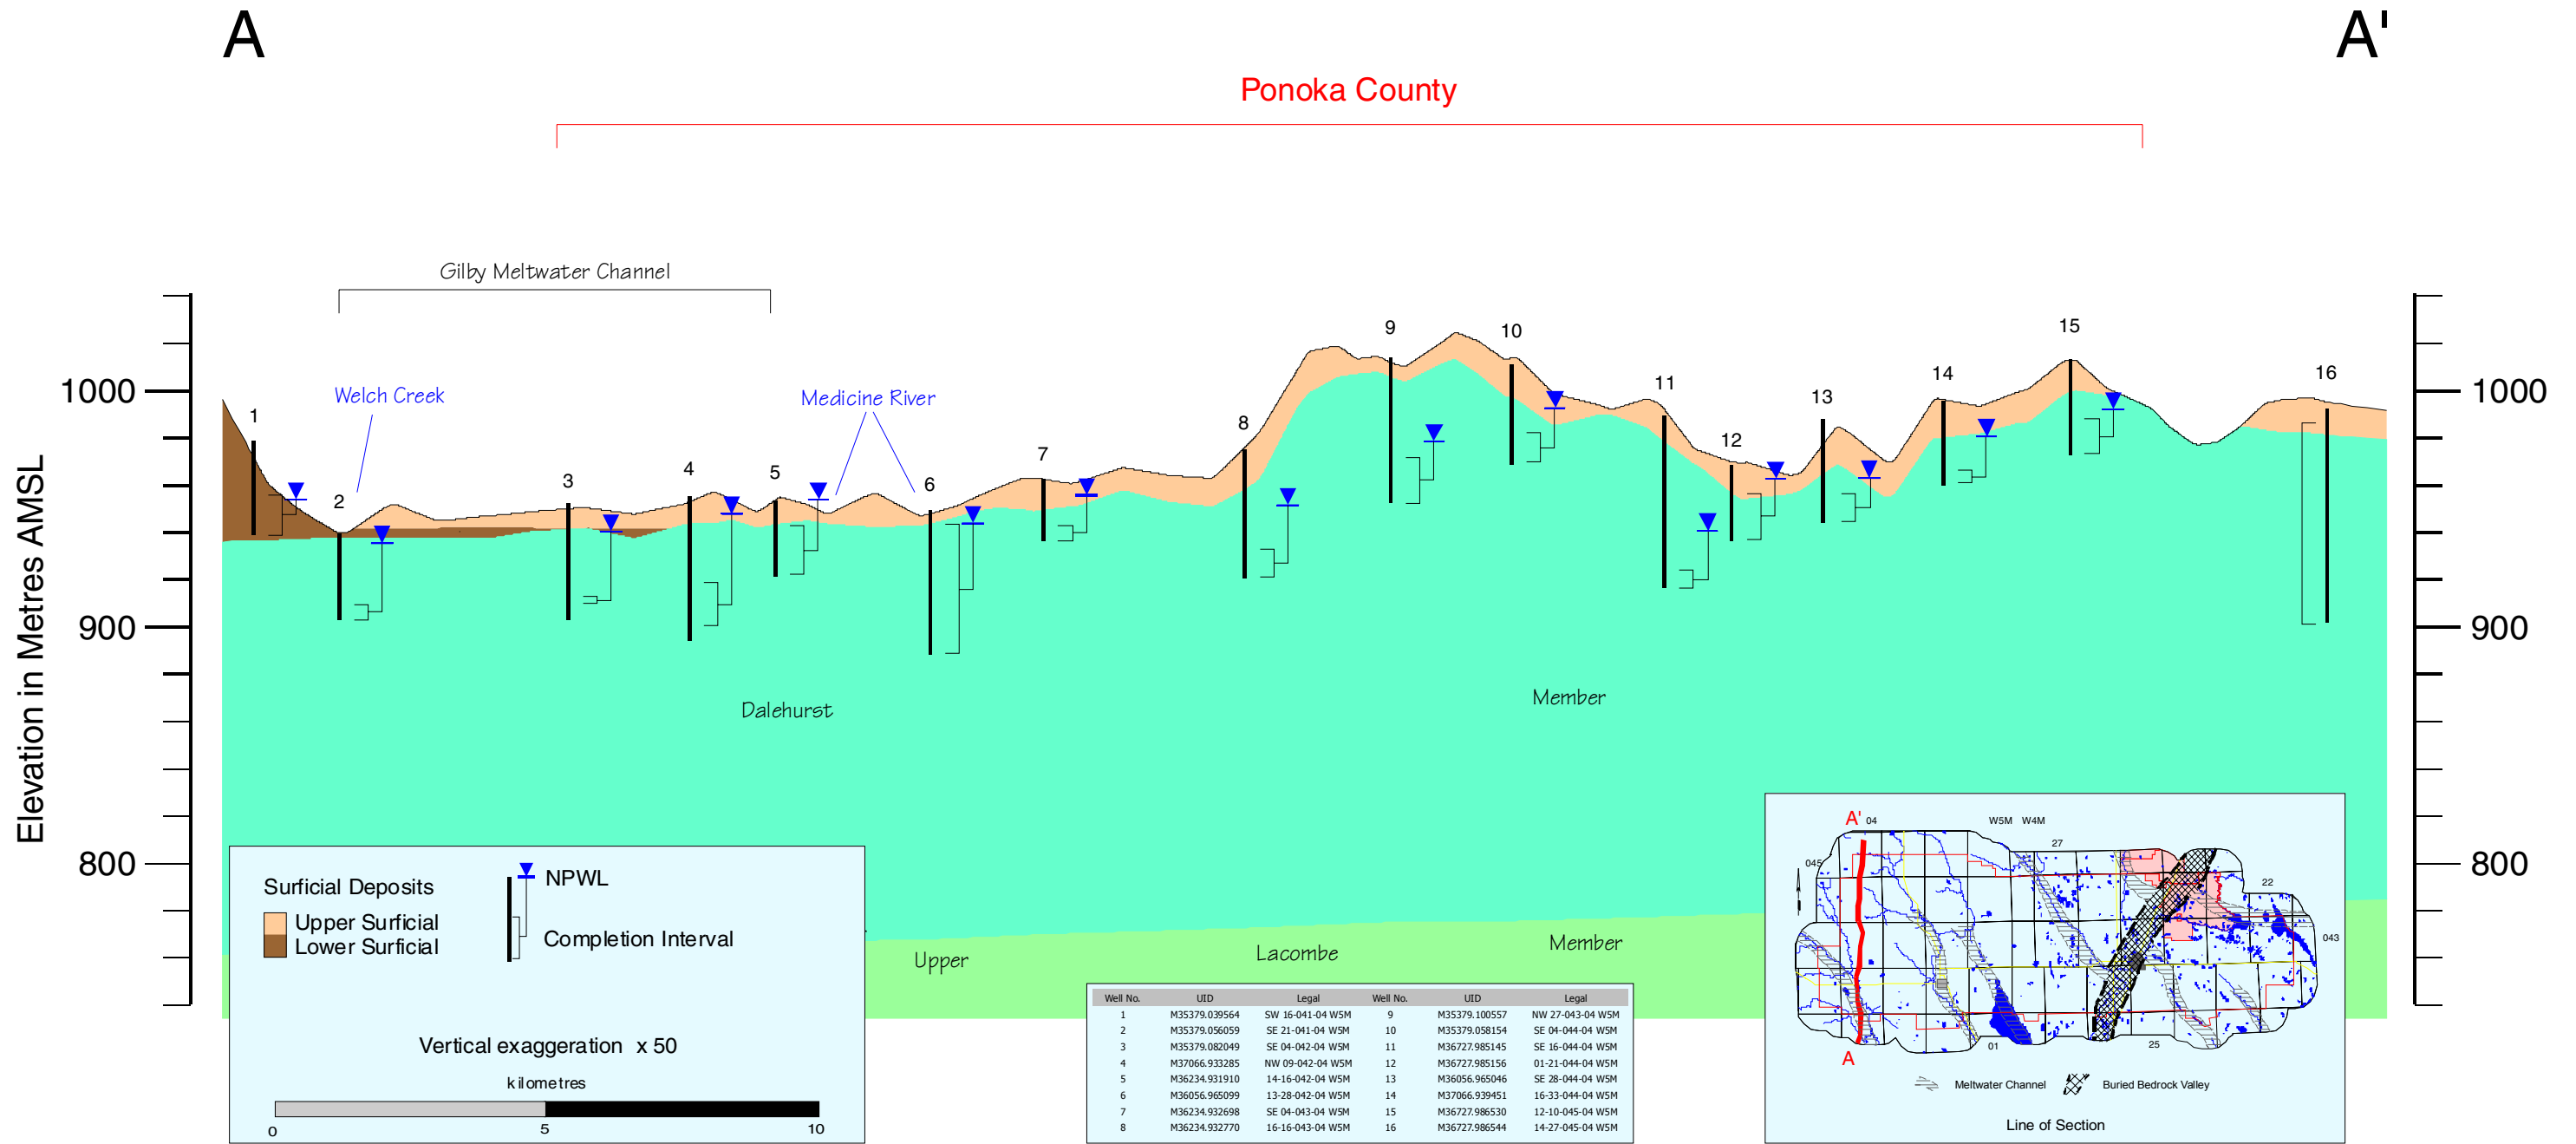 A A'
Ponoka County
Gilby Meltwater Channel
Welch Creek
Medicine River
1 2 3 4 5 6 7 8 9 10 11 12 13 14 15 16
Elevation in Metres AMSL
1000 1000
900 900
800 800
Dalehurst Member
Upper Lacombe Member
Surficial Deposits
Upper Surficial
Lower Surficial
NPWL
Completion Interval
Vertical exaggeration x 50
kilometres
0 5 10
Well No. UID Legal Well No. UID Legal
1 M35379.039564 SW 16-041-04 W5M 9 M35379.100557 NW 27-043-04 W5M
2 M35379.056059 SE 21-041-04 W5M 10 M35379.058154 SE 04-044-04 W5M
3 M35379.082049 SE 04-042-04 W5M 11 M36727.985145 SE 16-044-04 W5M
4 M37066.933285 NW 09-042-04 W5M 12 M36727.985156 01-21-044-04 W5M
5 M36234.931910 14-16-042-04 W5M 13 M36056.965046 SE 28-044-04 W5M
6 M36056.965099 13-28-042-04 W5M 14 M37066.939451 16-33-044-04 W5M
7 M36234.932698 SE 04-043-04 W5M 15 M36727.986530 12-10-045-04 W5M
8 M36234.932770 16-16-043-04 W5M 16 M36727.986544 14-27-045-04 W5M
A' 04 W5M W4M
27
045
22
043
01 25
A
Meltwater Channel Buried Bedrock Valley
Line of Section